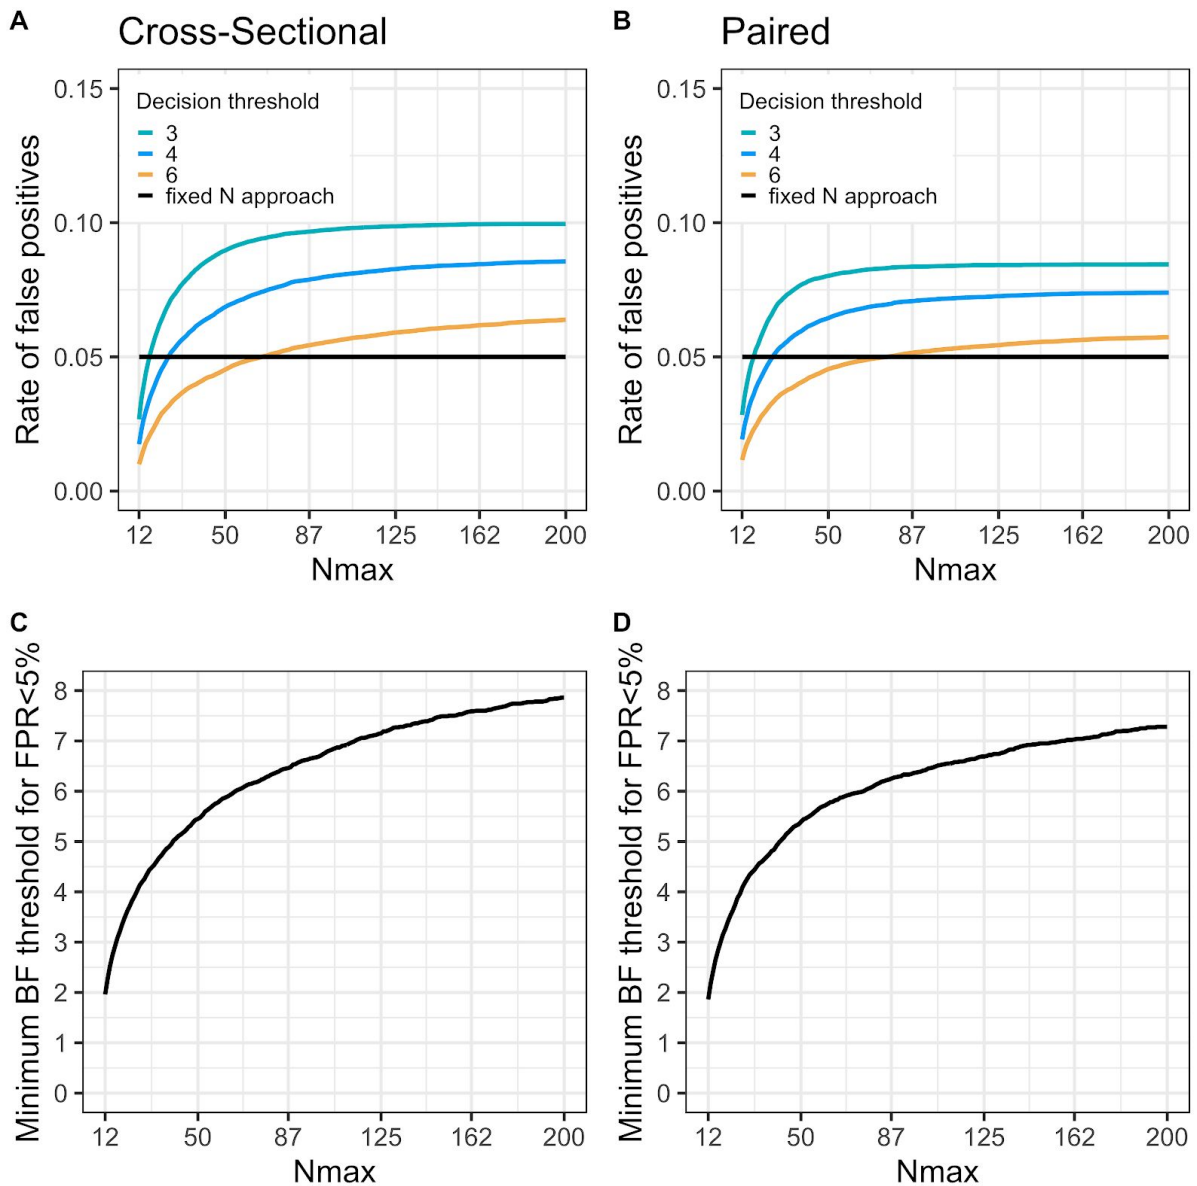 A
Cross-Sectional
Rate of false positives
0.15
0.10
0.05
0.00
Decision threshold
3
4
6
fixed N approach
12 50 87 125 162 200
Nmax
B
Paired
Rate of false positives
0.15
0.10
0.05
0.00
Decision threshold
3
4
6
fixed N approach
12 50 87 125 162 200
Nmax
C
Minimum BF threshold for FPR<5%
8
7
6
5
4
3
2
1
0
12 50 87 125 162 200
Nmax
D
Minimum BF threshold for FPR<5%
8
7
6
5
4
3
2
1
0
12 50 87 125 162 200
Nmax